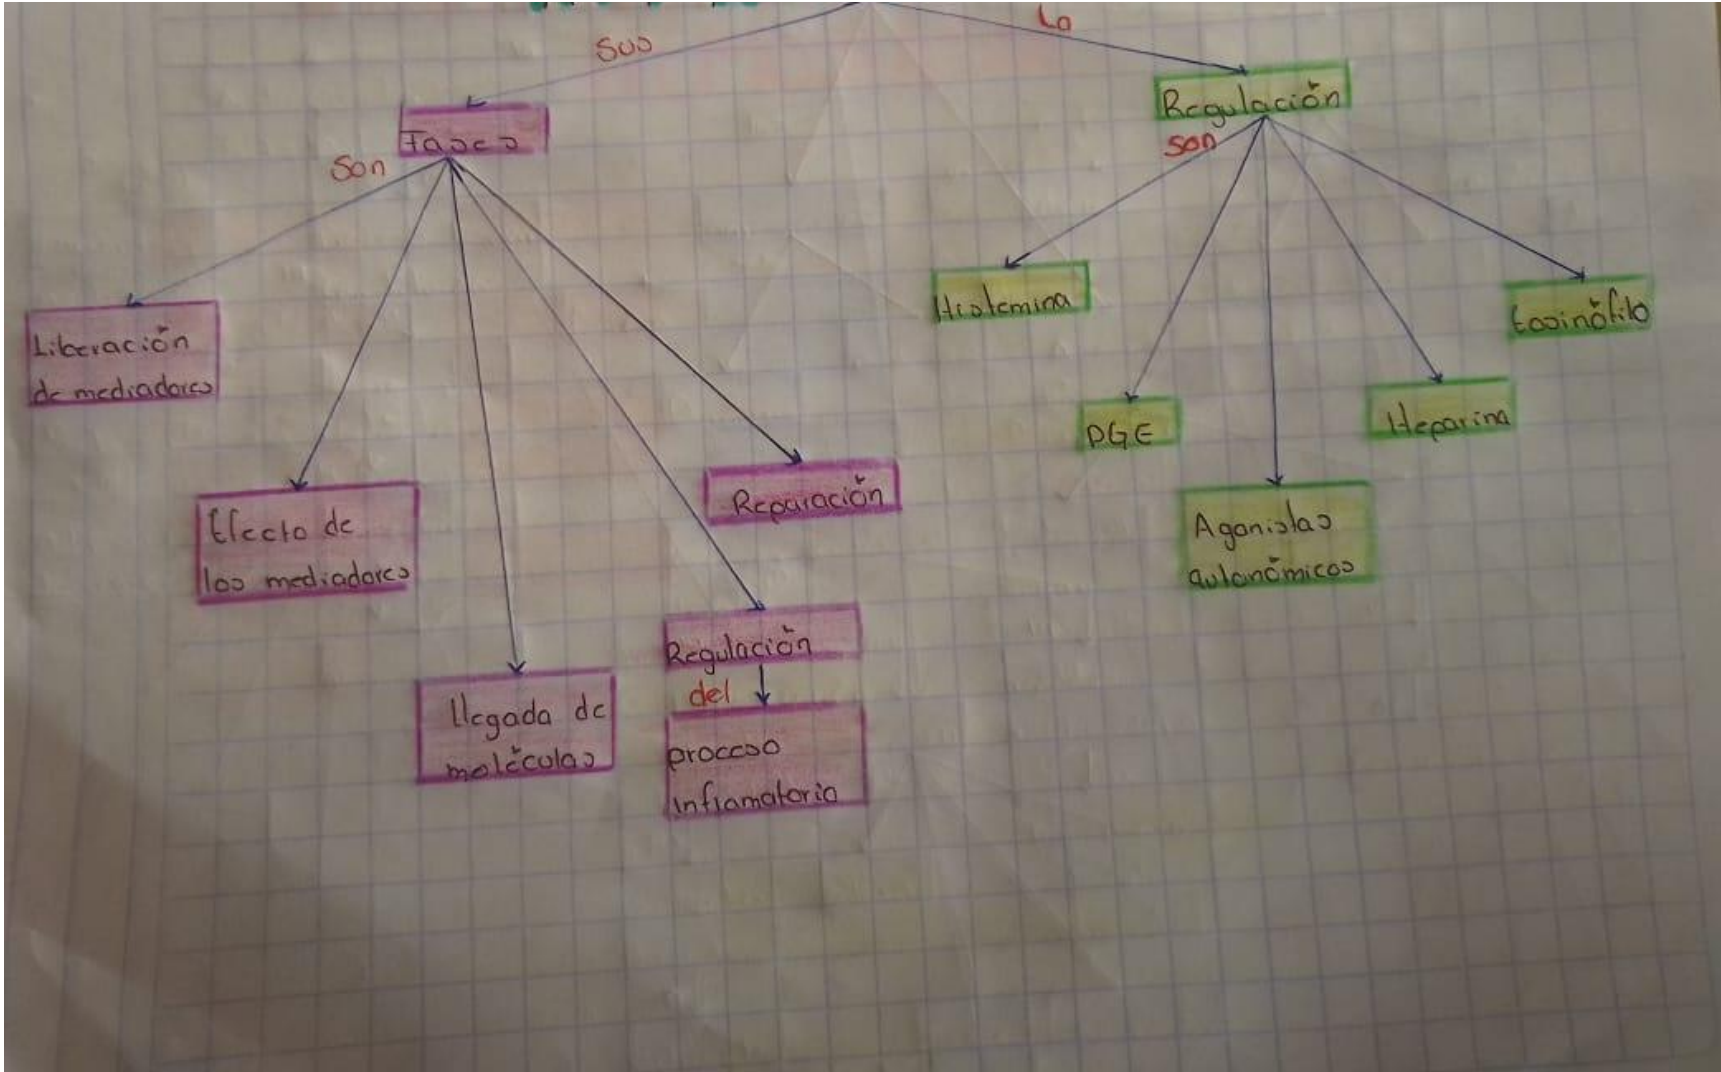 Sus
La
Fases
Regulación
Son
son
Liberación
de mediadores
Efecto de
los mediadores
llegada de
moléculas
Regulación
del
proceso
inflamatorio
Reparación
Histamina
PGE
Agonistas
autonómicos
Heparina
Eosinófilo